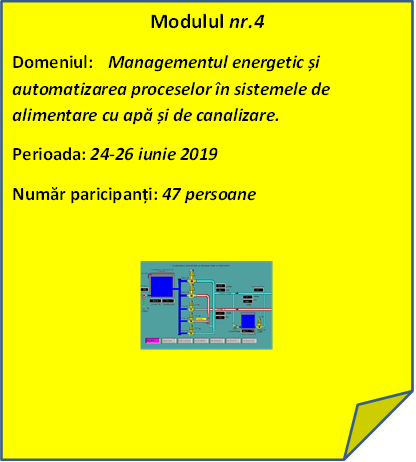 Modulul nr.4
Domeniul: Managementul energetic și
automatizarea proceselor în sistemele de
alimentare cu apă și de canalizare.
Perioada: 24-26 iunie 2019
Număr paricipanți: 47 persoane